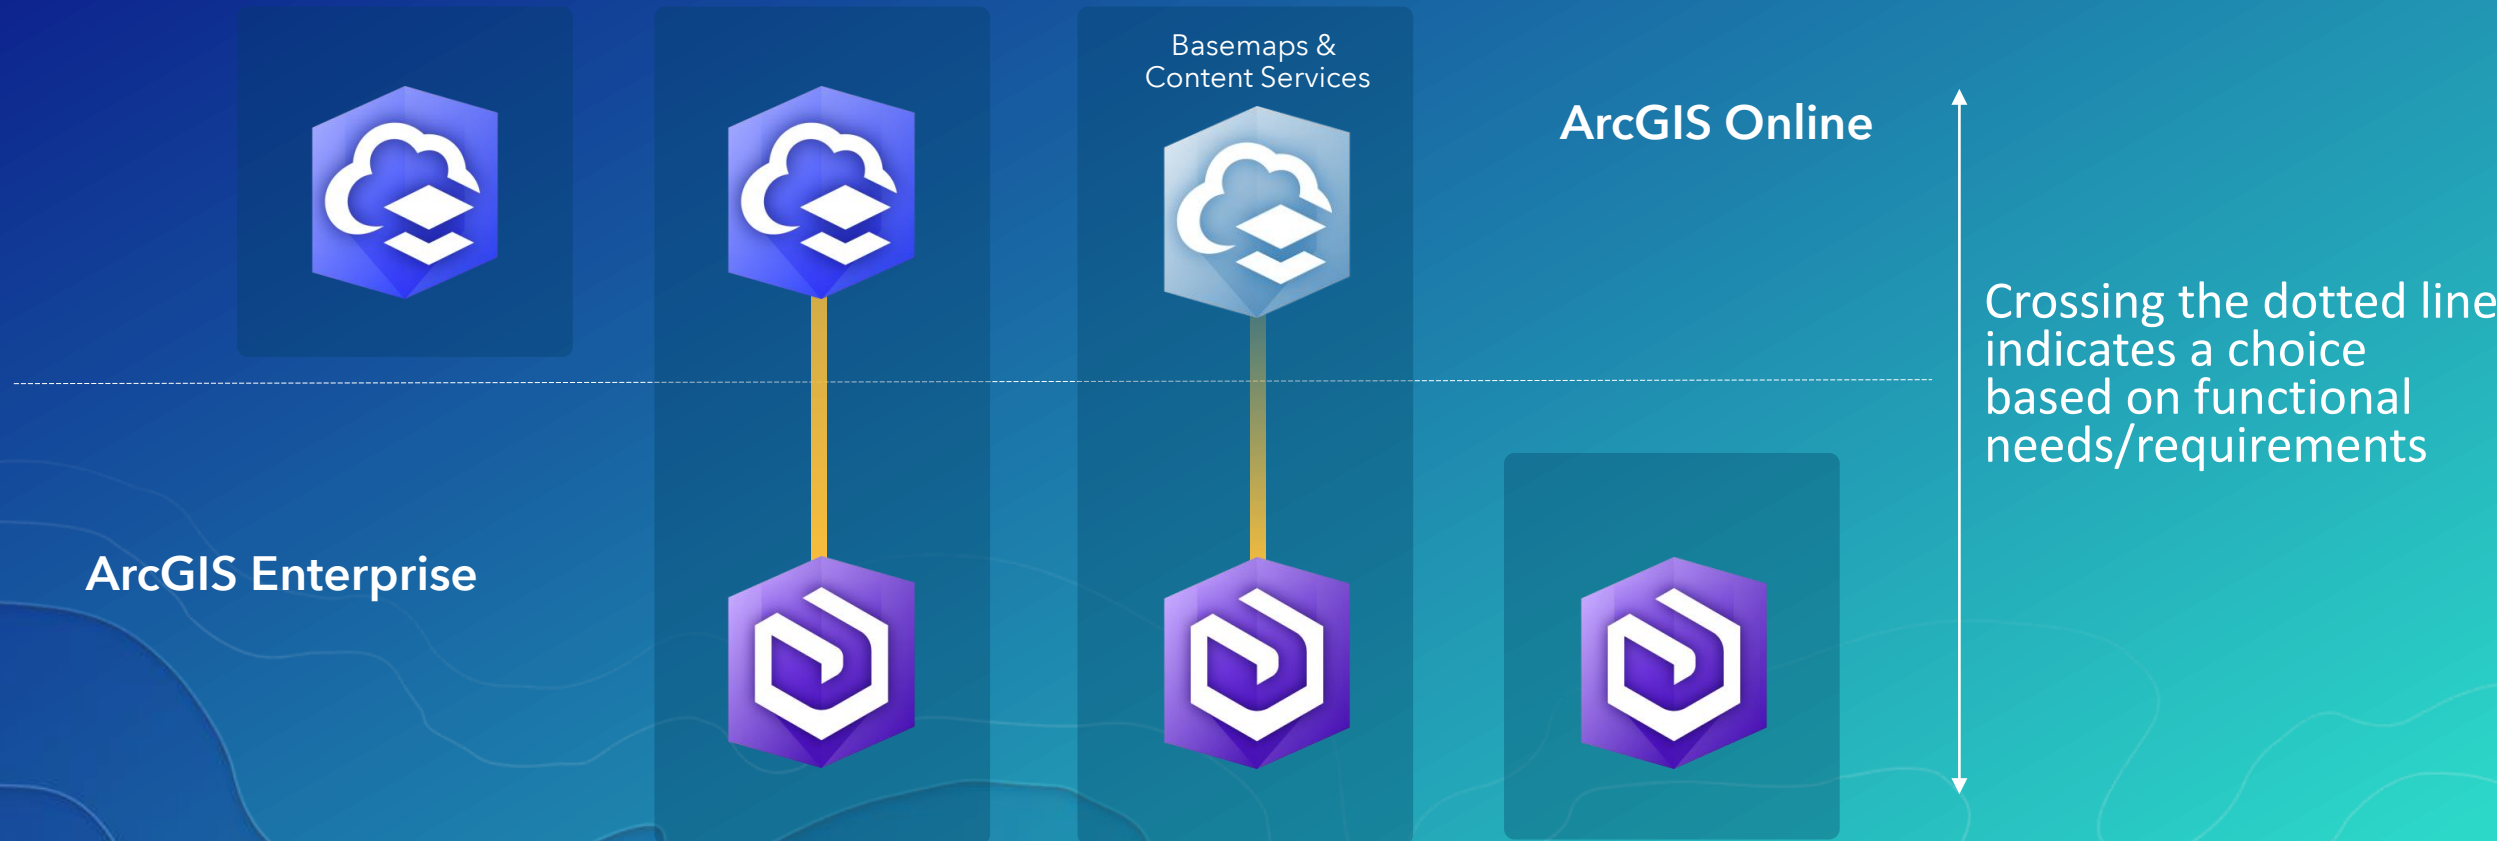 Basemaps &
Content Services
ArcGIS Online
Crossing the dotted line
indicates a choice
based on functional
needs/requirements
ArcGIS Enterprise